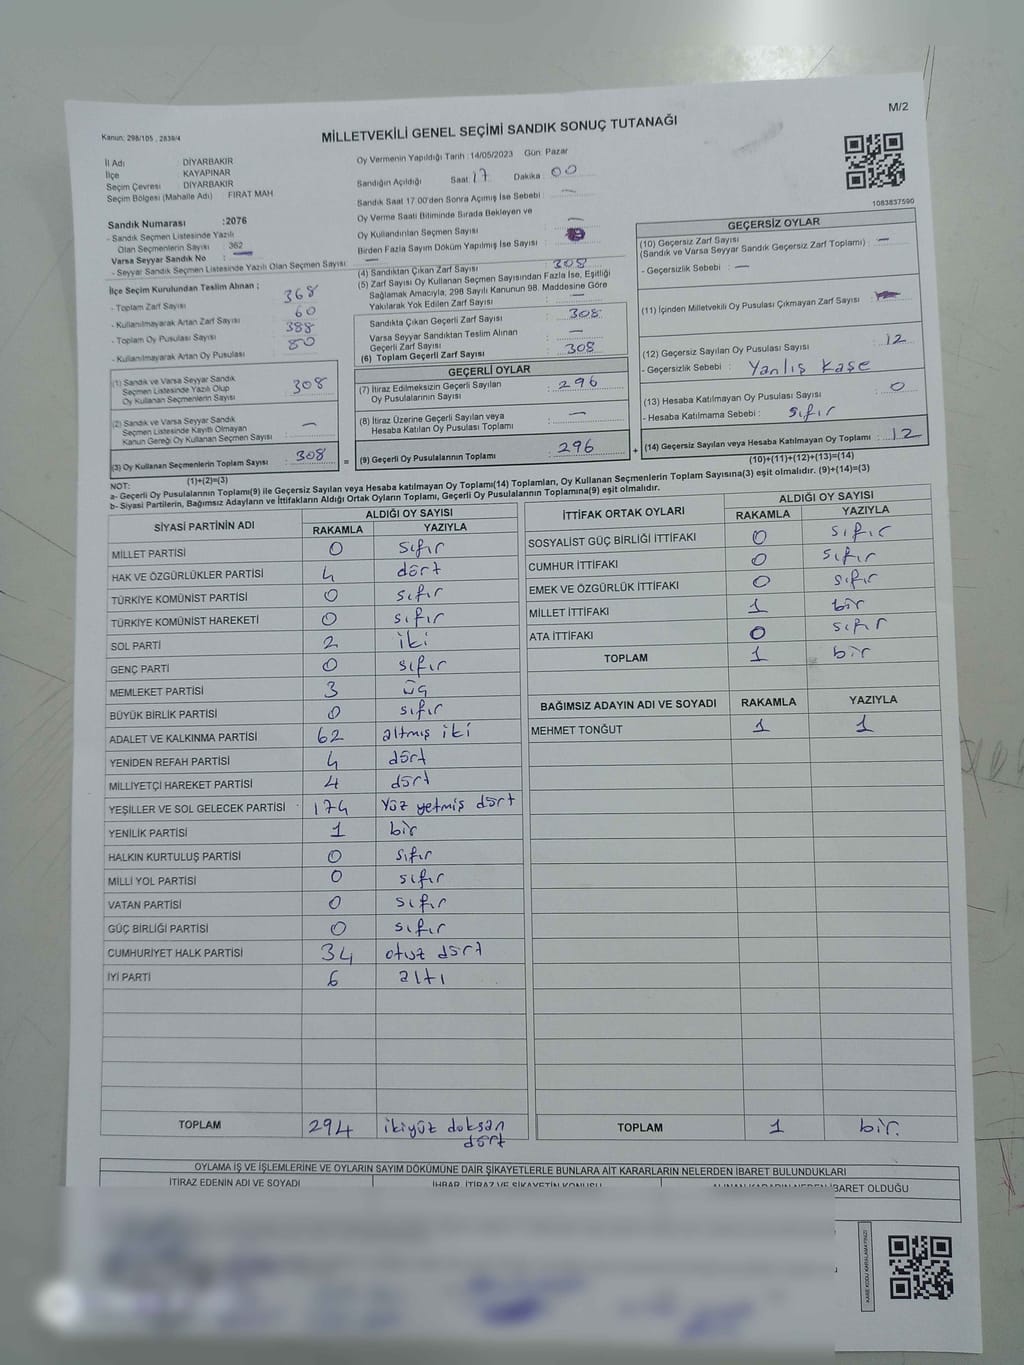 M/2
Kanun; 298/105 , 2839/4
MİLLETVEKİLİ GENEL SEÇİMİ SANDIK SONUÇ TUTANAĞI
İl Adı : DİYARBAKIR
İlçe : KAYAPINAR
Seçim Çevresi : DİYARBAKIR
Seçim Bölgesi (Mahalle Adı) : FIRAT MAH
Sandık Numarası :2076
- Sandık Seçmen Listesinde Yazılı
Olan Seçmenlerin Sayısı : 362
Varsa Seyyar Sandık No : —
- Seyyar Sandık Seçmen Listesinde Yazılı Olan Seçmen Sayısı: —
İlçe Seçim Kurulundan Teslim Alınan ;
- Toplam Zarf Sayısı : 368
- Kullanılmayarak Artan Zarf Sayısı : 60
- Toplam Oy Pusulası Sayısı : 388
- Kullanılmayarak Artan Oy Pusulası : 80
(1) Sandık ve Varsa Seyyar Sandık
Seçmen Listesinde Yazılı Olup
Oy Kullanan Seçmenlerin Sayısı : 308
(2) Sandık ve Varsa Seyyar Sandık
Seçmen Listesinde Kayıtlı Olmayan
Kanun Gereği Oy Kullanan Seçmen Sayısı : —
(3) Oy Kullanan Seçmenlerin Toplam Sayısı : 308
(1)+(2)=(3)
Oy Vermenin Yapıldığı Tarih :14/05/2023 Gün: Pazar
Sandığın Açıldığı Saat 17 Dakika : 00
Sandık Saat 17.00'den Sonra Açımış İse Sebebi : —
Oy Verme Saati Bitiminde Sırada Bekleyen ve
Oy Kullandırılan Seçmen Sayısı : —
Birden Fazla Sayım Döküm Yapılmış İse Sayısı :
(4) Sandıktan Çıkan Zarf Sayısı : 308
(5) Zarf Sayısı Oy Kullanan Seçmen Sayısından Fazla İse, Eşitliği
Sağlamak Amacıyla; 298 Sayılı Kanunun 98. Maddesine Göre
Yakılarak Yok Edilen Zarf Sayısı : —
Sandıkta Çıkan Geçerli Zarf Sayısı : 308
Varsa Seyyar Sandıktan Teslim Alınan
Geçerli Zarf Sayısı : —
(6) Toplam Geçerli Zarf Sayısı : 308
GEÇERLİ OYLAR
(7) İtiraz Edilmeksizin Geçerli Sayılan
Oy Pusulalarının Sayısı : 296
(8) İtiraz Üzerine Geçerli Sayılan veya
Hesaba Katılan Oy Pusulası Toplamı : —
= (9) Geçerli Oy Pusulalarının Toplamı : 296
1083837590
GEÇERSİZ OYLAR
(10) Geçersiz Zarf Sayısı : —
(Sandık ve Varsa Seyyar Sandık Geçersiz Zarf Toplamı)
- Geçersizlik Sebebi : —
(11) İçinden Milletvekili Oy Pusulası Çıkmayan Zarf Sayısı :
(12) Geçersiz Sayılan Oy Pusulası Sayısı : 12
- Geçersizlik Sebebi : Yanlış kaşe
(13) Hesaba Katılmayan Oy Pusulası Sayısı : 0
- Hesaba Katılmama Sebebi : sıfır
+ (14) Geçersiz Sayılan veya Hesaba Katılmayan Oy Toplamı : 12
(10)+(11)+(12)+(13)=(14)
NOT:
a- Geçerli Oy Pusulalarının Toplamı(9) ile Geçersiz Sayılan veya Hesaba Katılmayan Oy Toplamı(14) Toplamları, Oy Kullanan Seçmenlerin Toplam Sayısına(3) eşit olmalıdır. (9)+(14)=(3)
b- Siyasi Partilerin, Bağımsız Adayların ve İttifakların Aldığı Ortak Oyların Toplamı, Geçerli Oy Pusulalarının Toplamına(9) eşit olmalıdır.
SİYASİ PARTİNİN ADI ALDIĞI OY SAYISI
RAKAMLA YAZIYLA
MİLLET PARTİSİ 0 sıfır
HAK VE ÖZGÜRLÜKLER PARTİSİ 4 dört
TÜRKİYE KOMÜNİST PARTİSİ 0 sıfır
TÜRKİYE KOMÜNİST HAREKETİ 0 sıfır
SOL PARTİ 2 iki
GENÇ PARTİ 0 sıfır
MEMLEKET PARTİSİ 3 üç
BÜYÜK BİRLİK PARTİSİ 0 sıfır
ADALET VE KALKINMA PARTİSİ 62 altmış iki
YENİDEN REFAH PARTİSİ 4 dört
MİLLİYETÇİ HAREKET PARTİSİ 4 dört
YEŞİLLER VE SOL GELECEK PARTİSİ 174 Yüz yetmiş dört
YENİLİK PARTİSİ 1 bir
HALKIN KURTULUŞ PARTİSİ 0 sıfır
MİLLİ YOL PARTİSİ 0 sıfır
VATAN PARTİSİ 0 sıfır
GÜÇ BİRLİĞİ PARTİSİ 0 sıfır
CUMHURİYET HALK PARTİSİ 34 otuz dört
İYİ PARTİ 6 altı
TOPLAM 294 ikiyüz doksan
dört
İTTİFAK ORTAK OYLARI ALDIĞI OY SAYISI
RAKAMLA YAZIYLA
SOSYALİST GÜÇ BİRLİĞİ İTTİFAKI 0 sıfır
CUMHUR İTTİFAKI 0 sıfır
EMEK VE ÖZGÜRLÜK İTTİFAKI 0 sıfır
MİLLET İTTİFAKI 1 bir
ATA İTTİFAKI 0 sıfır
TOPLAM 1 bir
BAĞIMSIZ ADAYIN ADI VE SOYADI RAKAMLA YAZIYLA
MEHMET TONĞUT 1 1
TOPLAM 1 bir.
OYLAMA İŞ VE İŞLEMLERİNE VE OYLARIN SAYIM DÖKÜMÜNE DAİR ŞİKAYETLERLE BUNLARA AİT KARARLARIN NELERDEN İBARET BULUNDUKLARI
İTİRAZ EDENİN ADI VE SOYADI İHBAR, İTİRAZ VE ŞİKAYETİN KONUSU ALINAN KARARIN NEDEN İBARET OLDUĞU